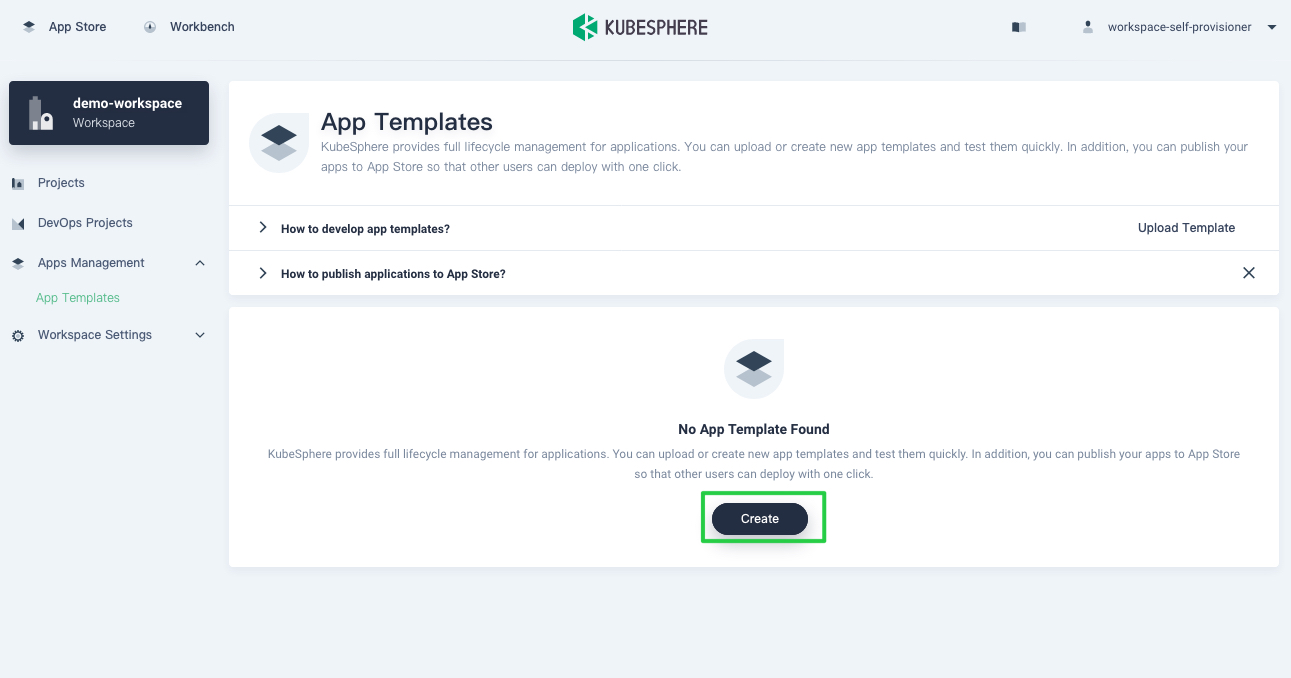 App Store
Workbench
KUBESPHERE
workspace-self-provisioner
demo-workspace
Workspace
Projects
DevOps Projects
Apps Management
App Templates
Workspace Settings
App Templates
KubeSphere provides full lifecycle management for applications. You can upload or create new app templates and test them quickly. In addition, you can publish your
apps to App Store so that other users can deploy with one click.
How to develop app templates?
Upload Template
How to publish applications to App Store?
No App Template Found
KubeSphere provides full lifecycle management for applications. You can upload or create new app templates and test them quickly. In addition, you can publish your apps to App Store
so that other users can deploy with one click.
Create